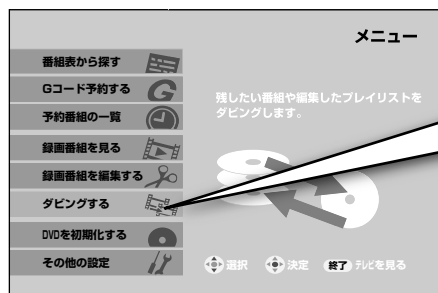 メニュー
番組表から探す
Gコード予約する
予約番組の一覧
録画番組を見る
録画番組を編集する
ダビングする
DVDを初期化する
その他の設定
残したい番組や編集したプレイリストを
ダビングします。
選択 決定 終了 テレビを見る